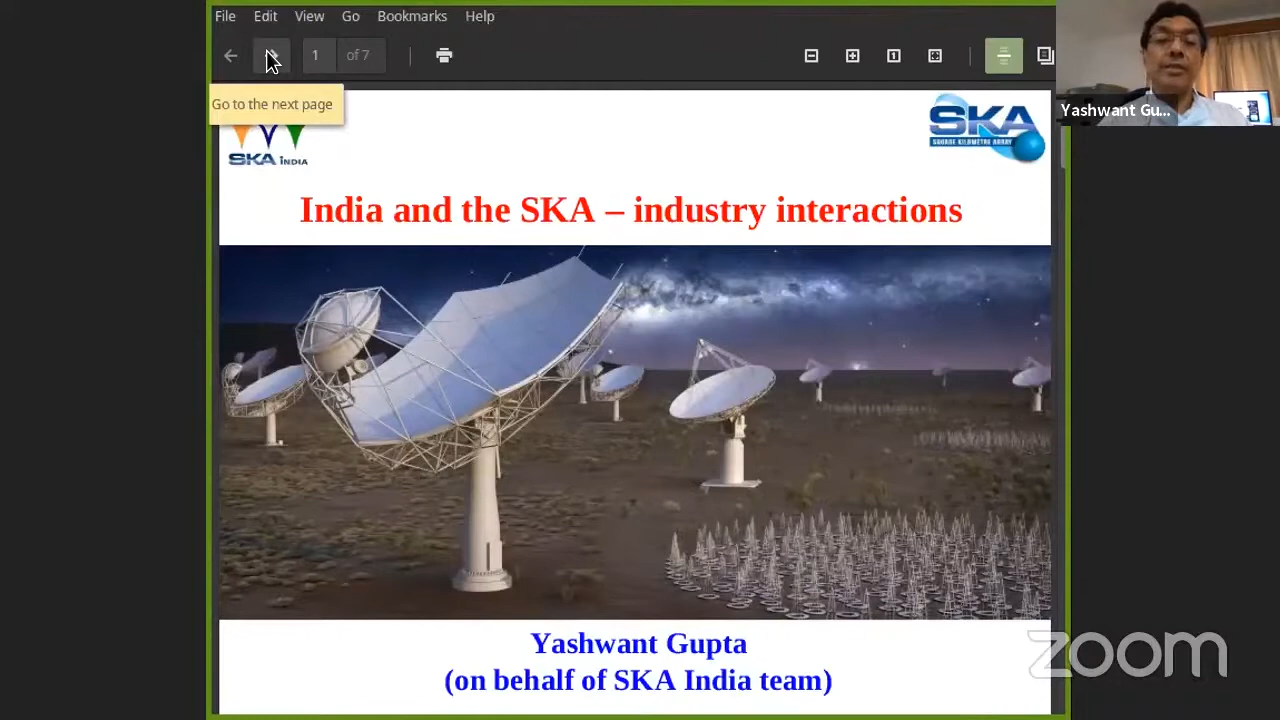 File Edit View Go Bookmarks Help
1 of 7
Go to the next page
Yashwant Gu...
SKA INDIA
SKA
SQUARE KILOMETRE ARRAY
India and the SKA – industry interactions
Yashwant Gupta
(on behalf of SKA India team)
zoom